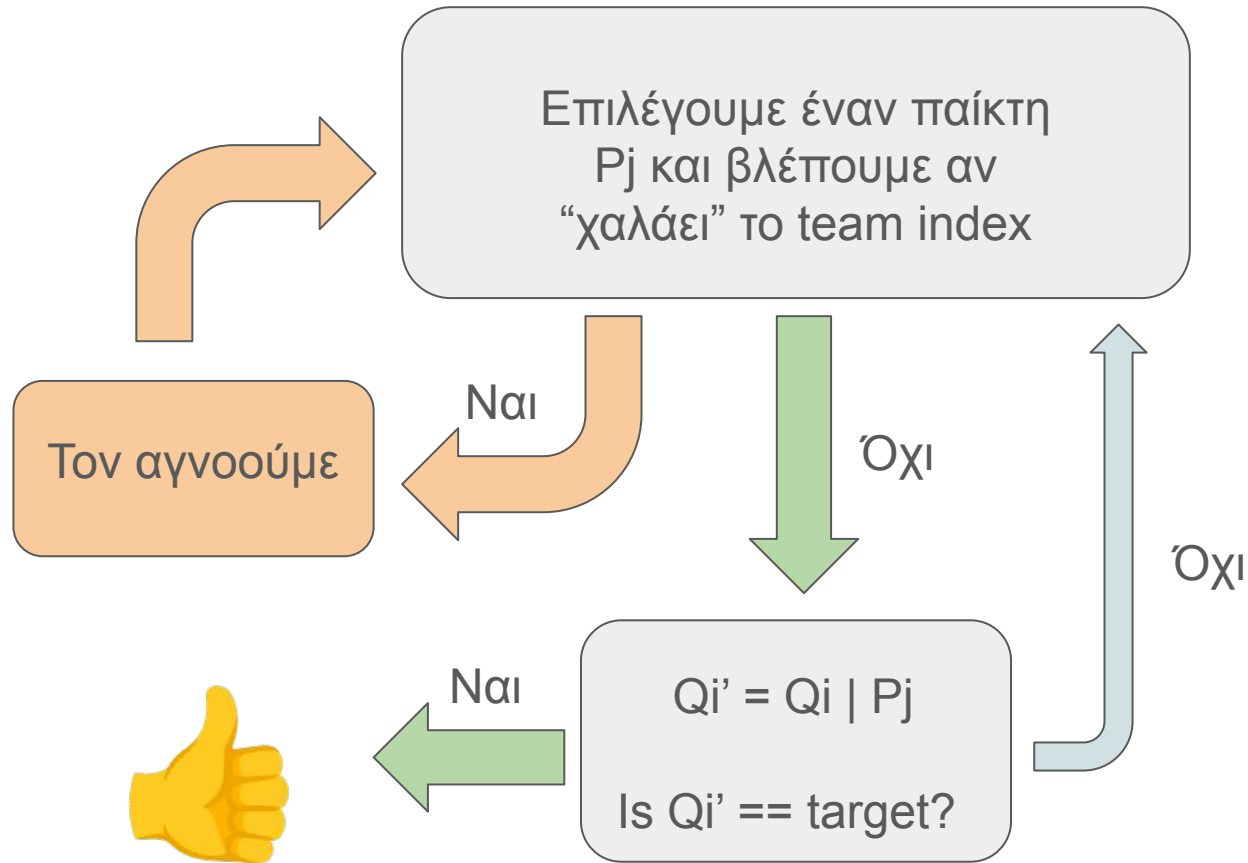 Επιλέγουμε έναν παίκτη
Pj και βλέπουμε αν
“χαλάει” το team index
Ναι
Τον αγνοούμε
Όχι
Όχι
Ναι
Qi’ = Qi | Pj
Is Qi’ == target?